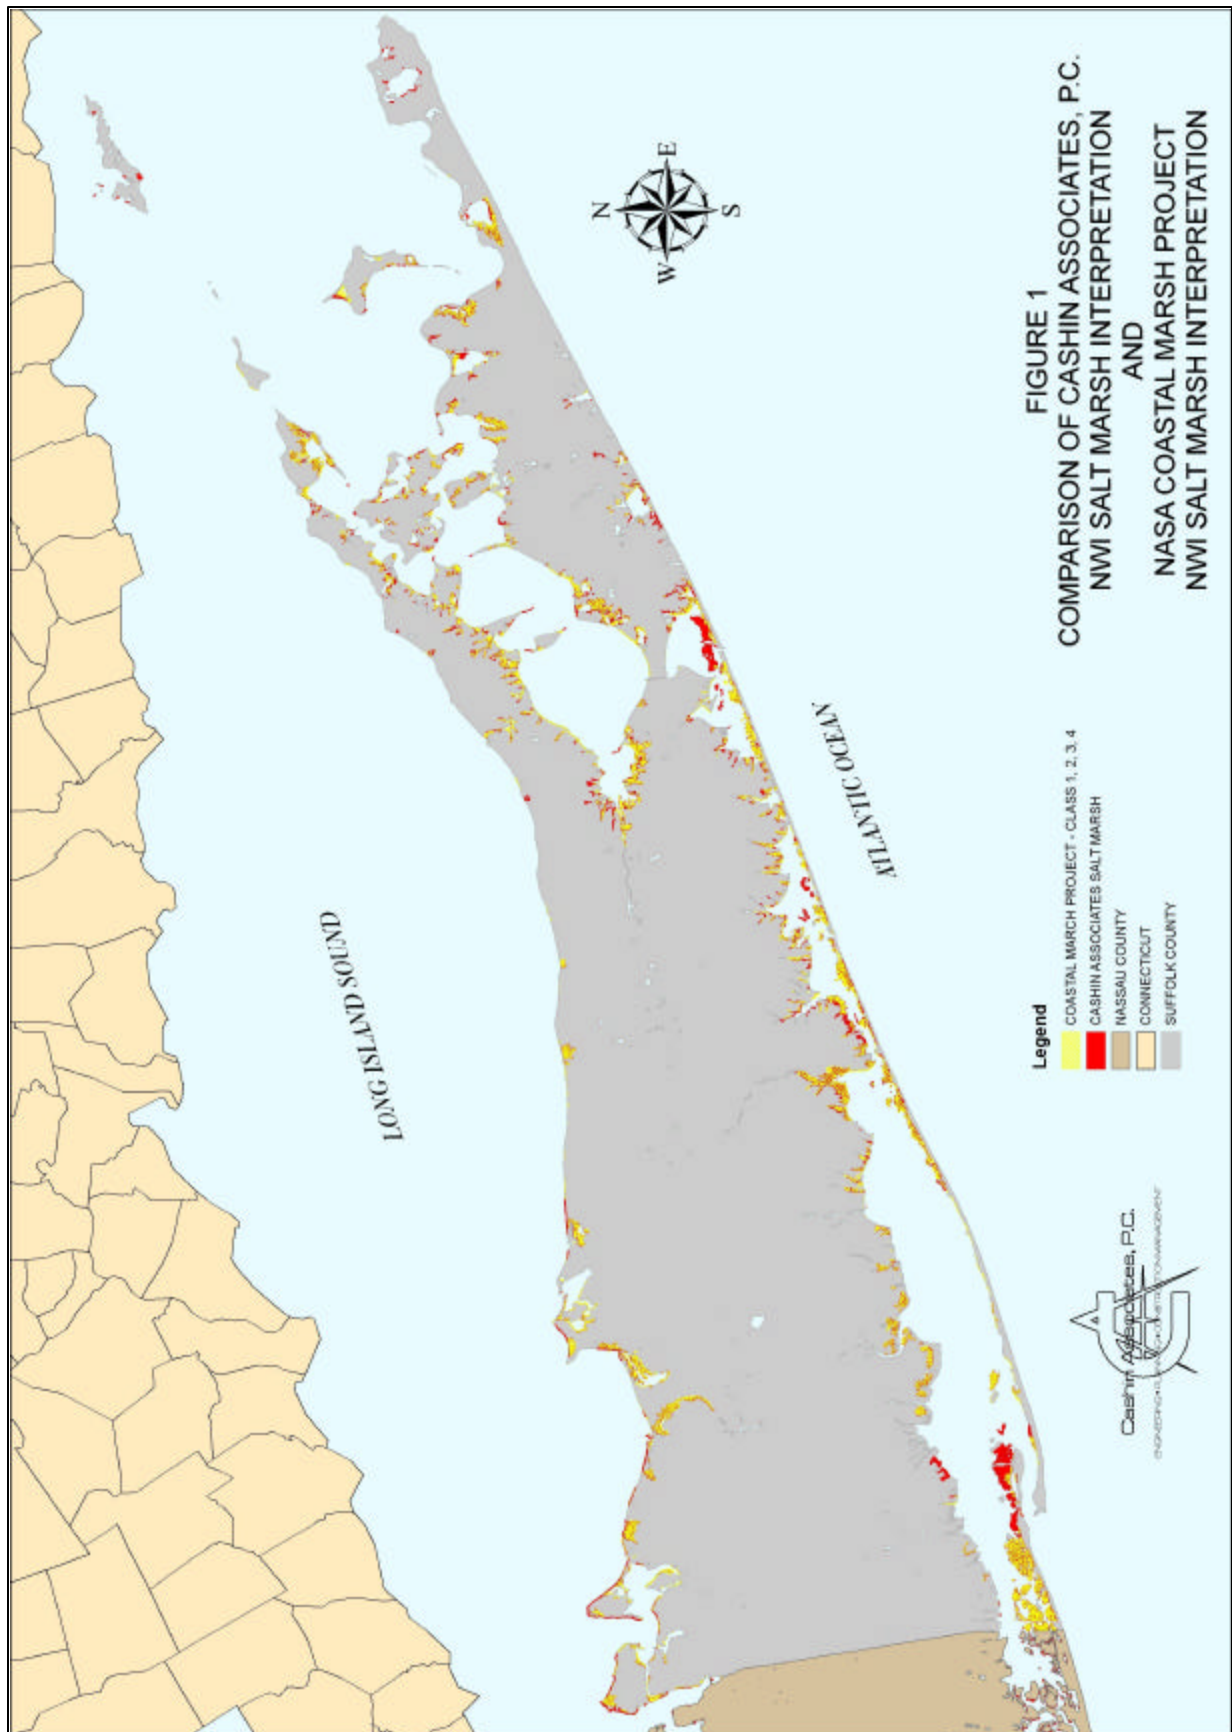 FIGURE 1
COMPARISON OF CASHIN ASSOCIATES, P.C.
NWI SALT MARSH INTERPRETATION
AND
NASA COASTAL MARSH PROJECT
NWI SALT MARSH INTERPRETATION
N
W
E
S
LONG ISLAND SOUND
ATLANTIC OCEAN
Legend
COASTAL MARCH PROJECT - CLASS 1, 2, 3, 4
CASHIN ASSOCIATES SALT MARSH
NASSAU COUNTY
CONNECTICUT
SUFFOLK COUNTY
Cashin Associates, P.C.